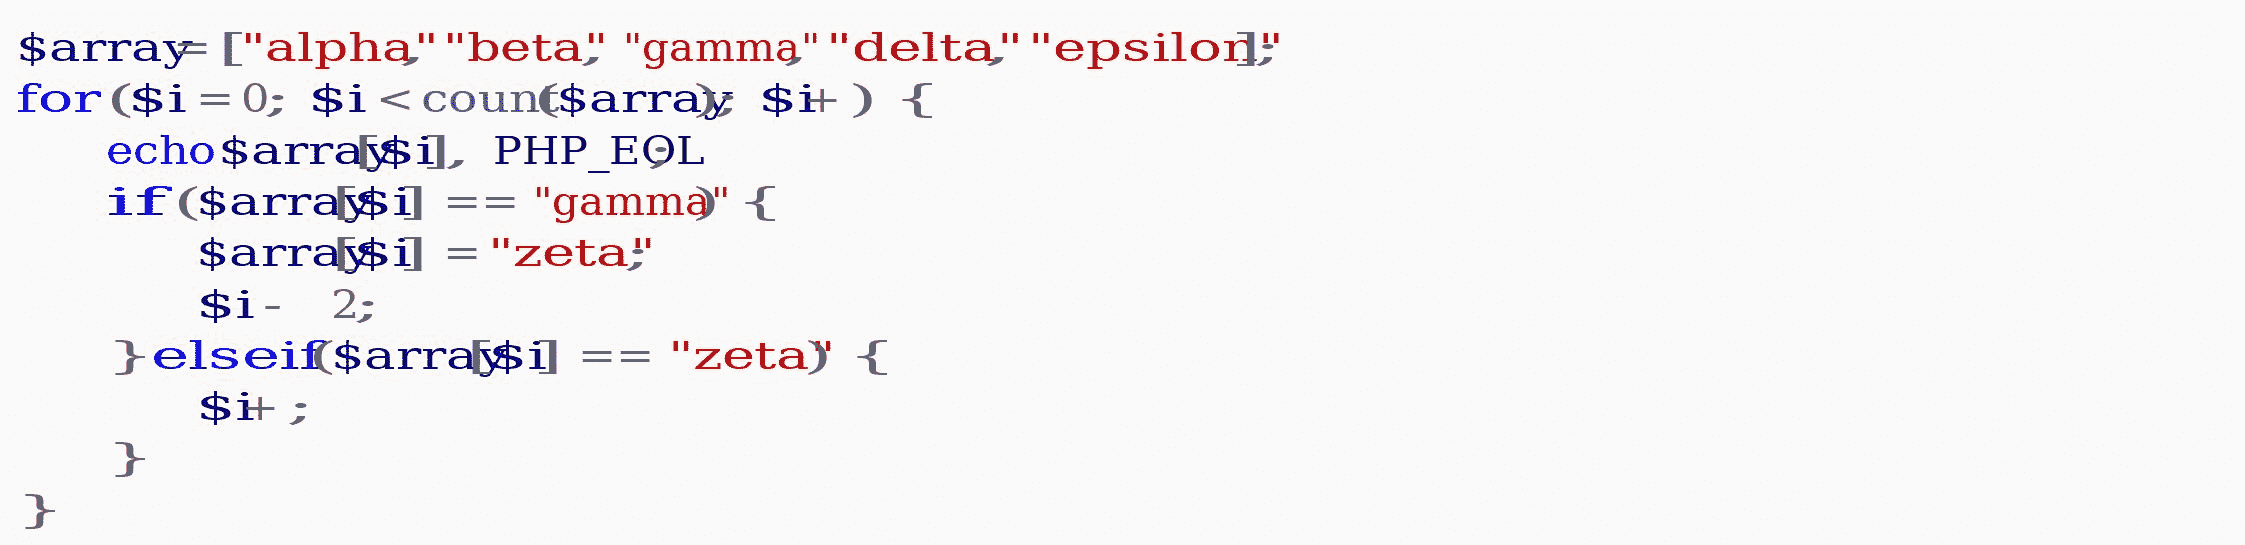 $array = ["alpha", "beta", "gamma", "delta", "epsilon"];
for ($i = 0; $i < count($array); $i+ ) {
    echo $array[$i], PHP_EOL;
    if ($array[$i] == "gamma") {
        $array[$i] = "zeta";
        $i -  2;
    } elseif ($array[$i] == "zeta") {
        $i+ ;
    }
}